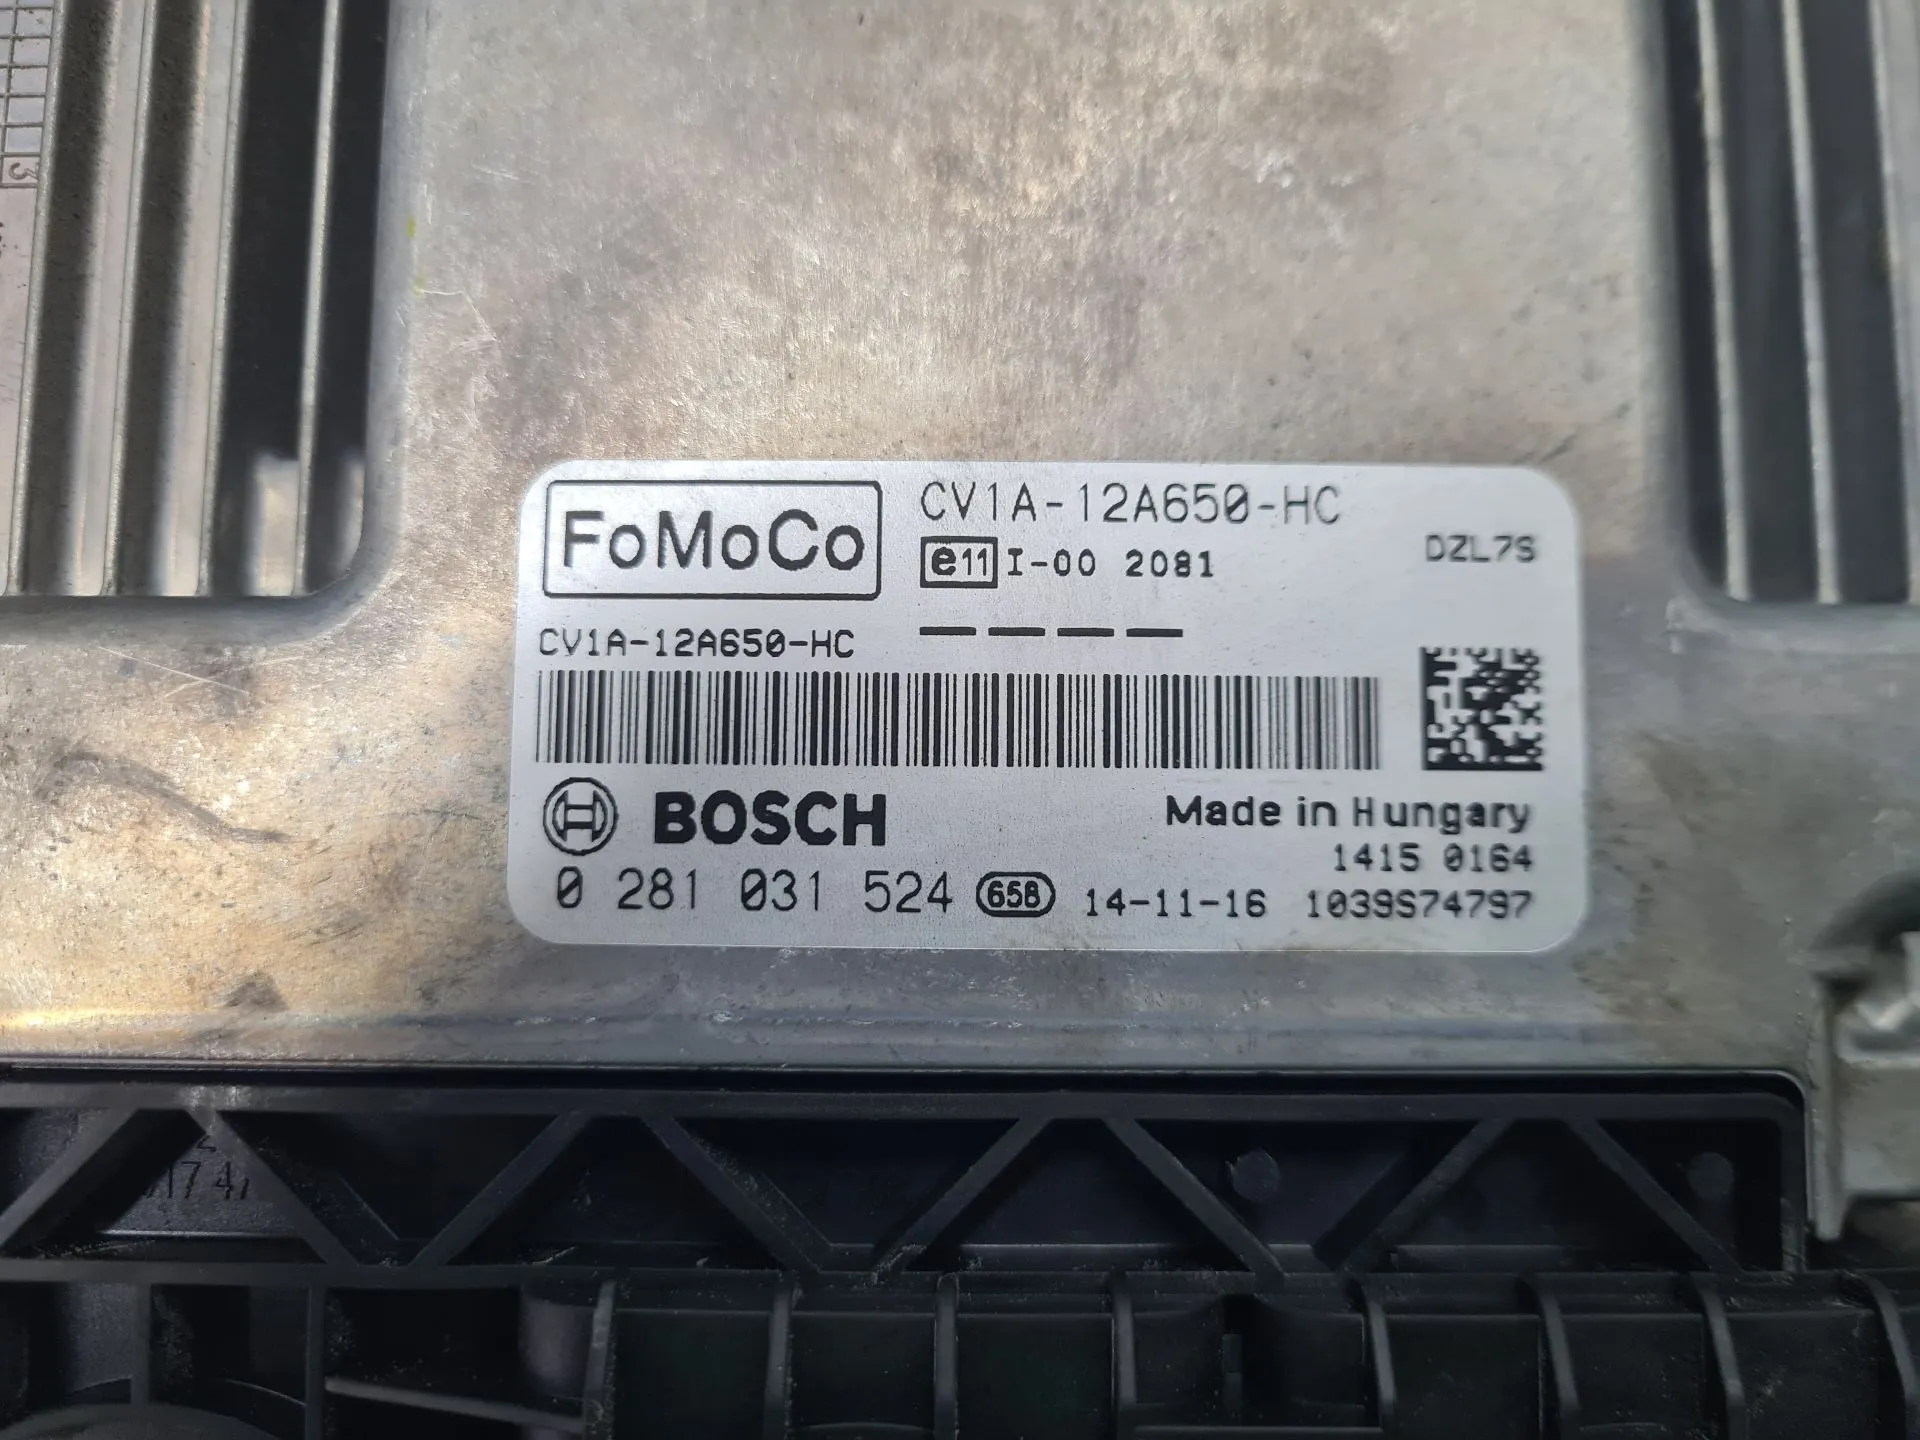 FoMoCo
CV1A-12A650-HC
e11 I-00 2081
DZL7S
CV1A-12A650-HC
BOSCH
Made in Hungary
1415 0164
0 281 031 524 658 14-11-16 1039S74797
3